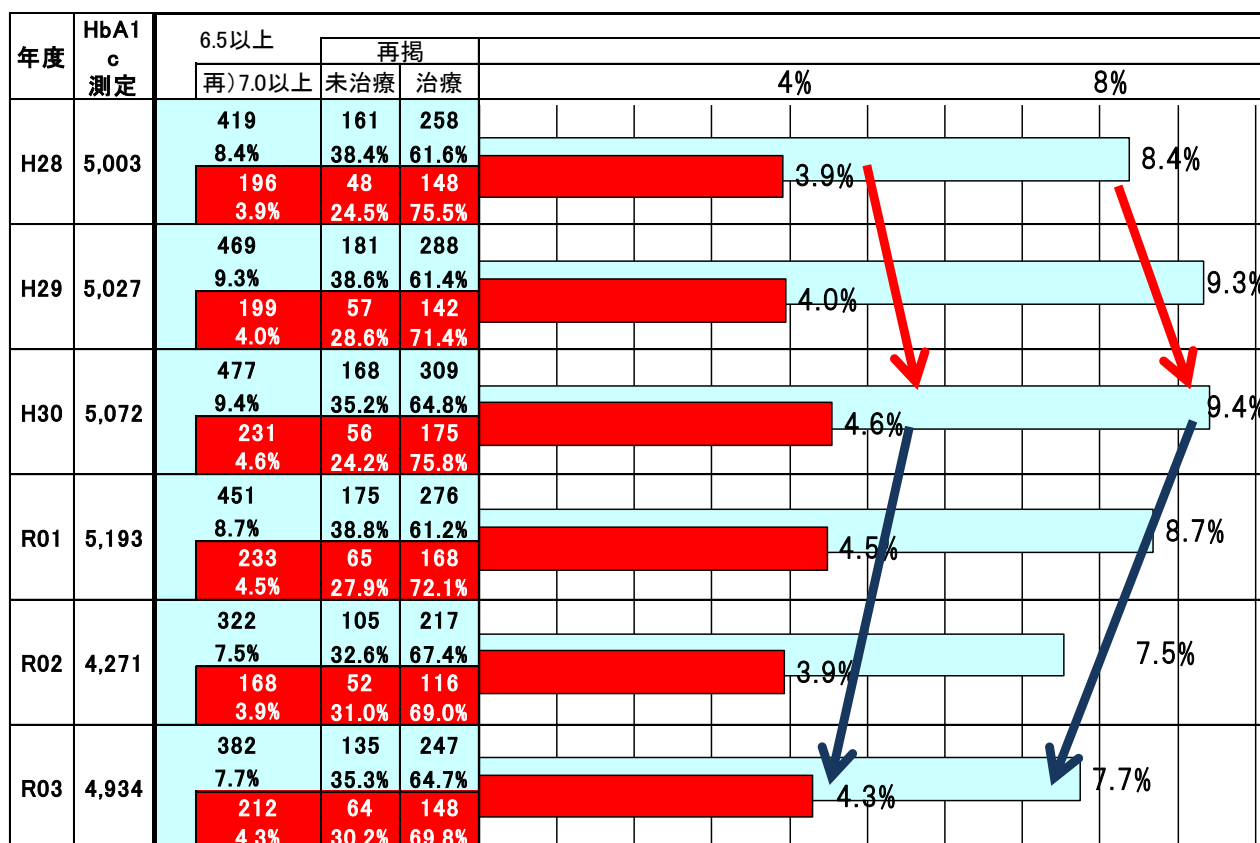 年度 HbA1c測定 6.5以上 再掲
再)7.0以上 未治療 治療 4% 8%
419 161 258
H28 5,003 8.4% 38.4% 61.6% 8.4%
196 48 148 3.9%
3.9% 24.5% 75.5%
469 181 288
H29 5,027 9.3% 38.6% 61.4% 9.3%
199 57 142 4.0%
4.0% 28.6% 71.4%
477 168 309
H30 5,072 9.4% 35.2% 64.8% 9.4%
231 56 175 4.6%
4.6% 24.2% 75.8%
451 175 276
R01 5,193 8.7% 38.8% 61.2% 8.7%
233 65 168 4.5%
4.5% 27.9% 72.1%
322 105 217
R02 4,271 7.5% 32.6% 67.4% 7.5%
168 52 116 3.9%
3.9% 31.0% 69.0%
382 135 247
R03 4,934 7.7% 35.3% 64.7% 7.7%
212 64 148 4.3%
4.3% 30.2% 69.8%